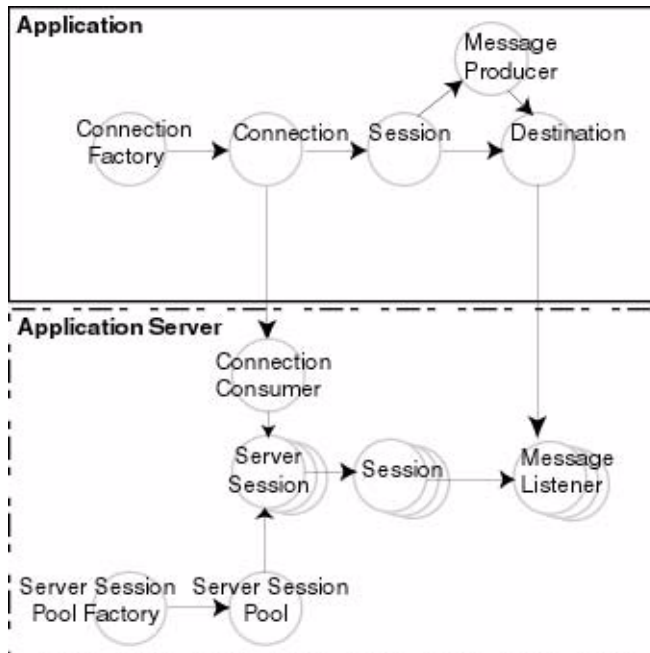 Application
Message
Producer
Connection
Factory
Connection
Session
Destination
Application Server
Connection
Consumer
Server
Session
Session
Message
Listener
Server Session
Pool Factory
Server Session
Pool